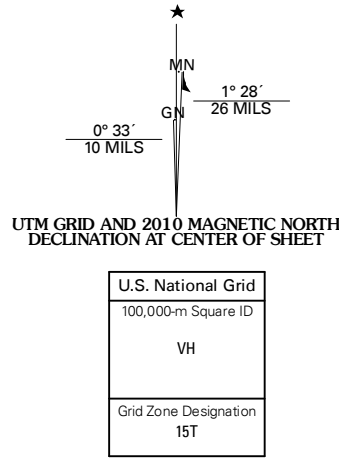 ★
MN
1° 28´
26 MILS
GN
0° 33´
10 MILS
UTM GRID AND 2010 MAGNETIC NORTH
DECLINATION AT CENTER OF SHEET
U.S. National Grid
100,000-m Square ID
VH
Grid Zone Designation
15T